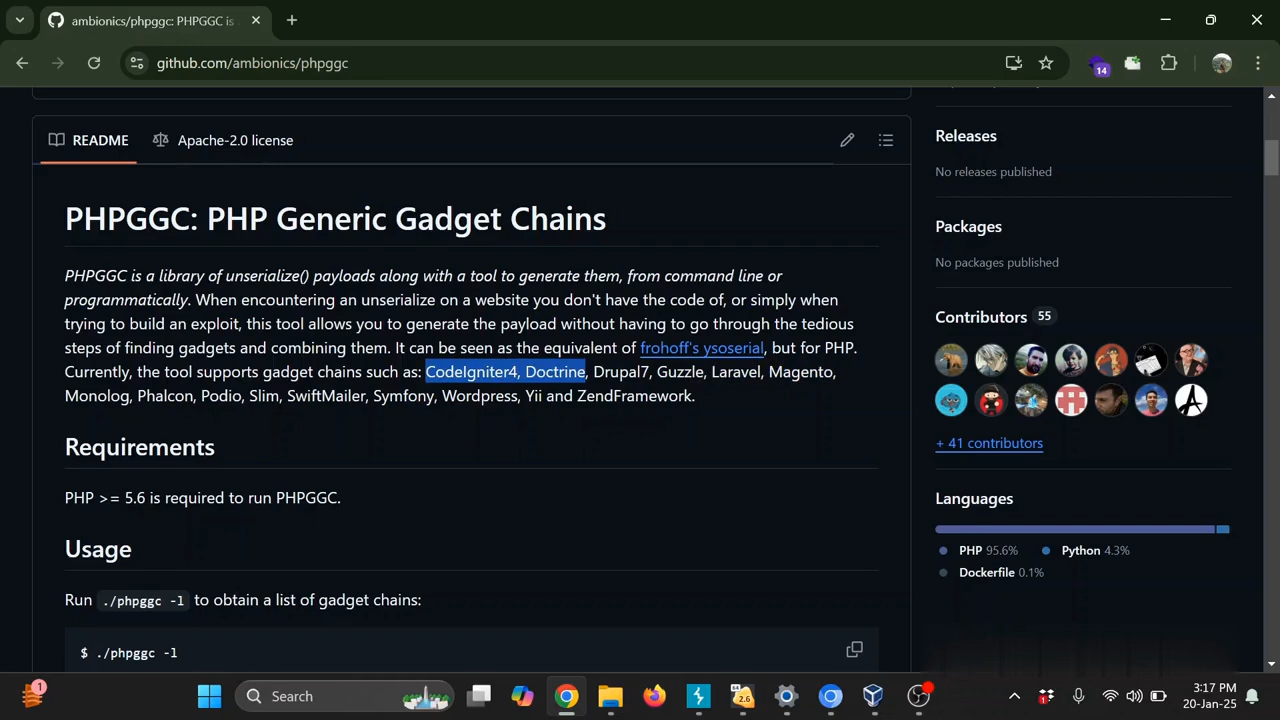 ambionics/phpggc: PHPGGC is
github.com/ambionics/phpggc
14
README
Apache-2.0 license
PHPGGC: PHP Generic Gadget Chains
PHPGGC is a library of unserialize() payloads along with a tool to generate them, from command line or
programmatically. When encountering an unserialize on a website you don't have the code of, or simply when
trying to build an exploit, this tool allows you to generate the payload without having to go through the tedious
steps of finding gadgets and combining them. It can be seen as the equivalent of frohoff's ysoserial, but for PHP.
Currently, the tool supports gadget chains such as: CodeIgniter4, Doctrine, Drupal7, Guzzle, Laravel, Magento,
Monolog, Phalcon, Podio, Slim, SwiftMailer, Symfony, Wordpress, Yii and ZendFramework.
Requirements
PHP >= 5.6 is required to run PHPGGC.
Usage
Run ./phpggc -l to obtain a list of gadget chains:
$ ./phpggc -l
Releases
No releases published
Packages
No packages published
Contributors 55
+ 41 contributors
Languages
PHP 95.6%
Python 4.3%
Dockerfile 0.1%
1
Search
2.6
1
3:17 PM
20-Jan-25